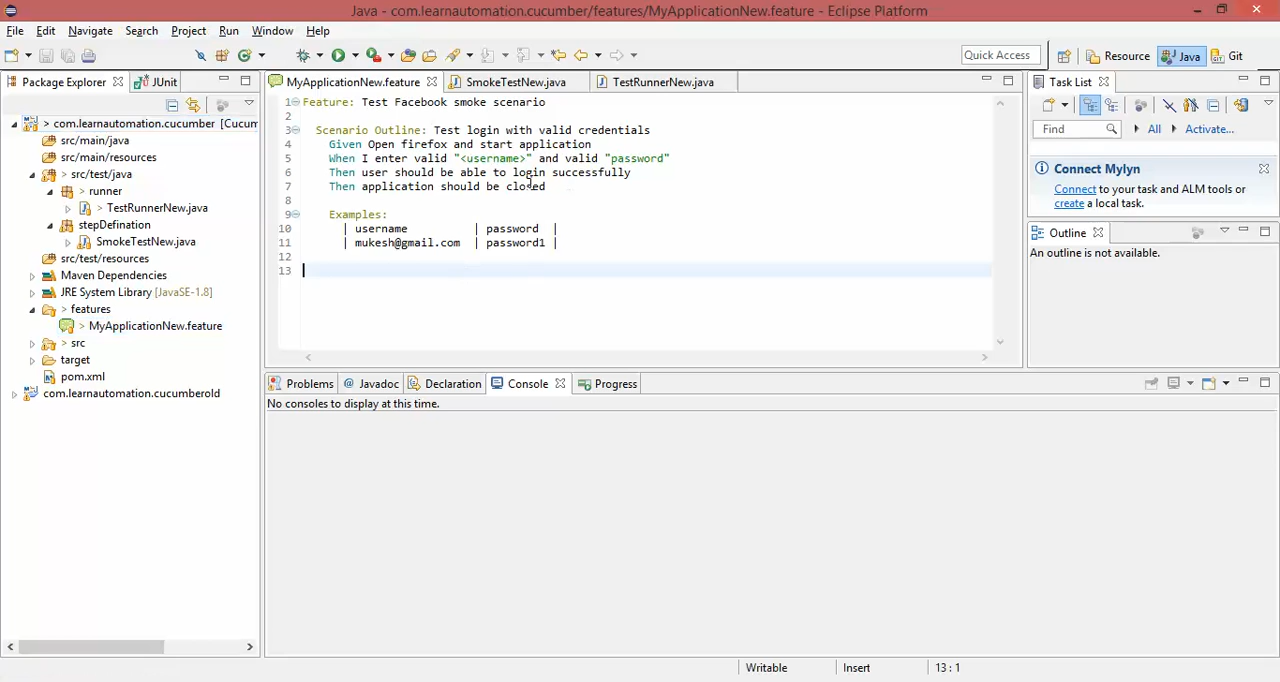 Java - com.learnautomation.cucumber/features/MyApplicationNew.feature - Eclipse Platform
File Edit Navigate Search Project Run Window Help
Quick Access Resource Java Git
Package Explorer JUnit MyApplicationNew.feature SmokeTestNew.java TestRunnerNew.java Task List
> com.learnautomation.cucumber [Cucum
src/main/java
src/main/resources
> src/test/java
> runner
> TestRunnerNew.java
> stepDefination
> SmokeTestNew.java
src/test/resources
Maven Dependencies
JRE System Library [JavaSE-1.8]
> features
> MyApplicationNew.feature
> src
target
pom.xml
com.learnautomation.cucumberold
1 Feature: Test Facebook smoke scenario
2
3 Scenario Outline: Test login with valid credentials
4 Given Open firefox and start application
5 When I enter valid "<username>" and valid "password"
6 Then user should be able to login successfully
7 Then application should be closed
8
9 Examples:
10 | username | password |
11 | mukesh@gmail.com | password1 |
12
13
Find All Activate...
Connect Mylyn
Connect to your task and ALM tools or
create a local task.
Outline
An outline is not available.
Problems Javadoc Declaration Console Progress
No consoles to display at this time.
Writable Insert 13 : 1